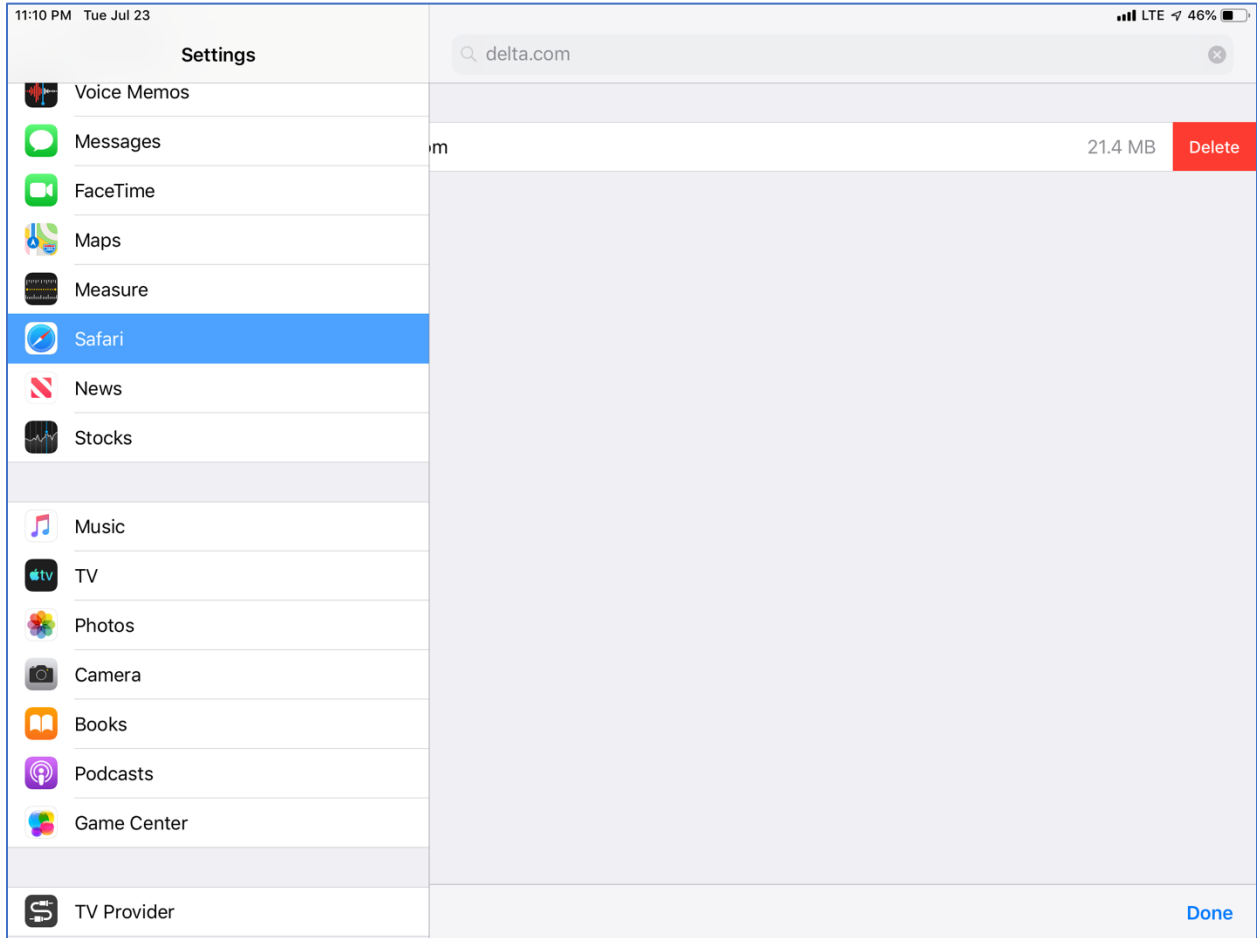 11:10 PM Tue Jul 23
LTE 46%
Settings
delta.com
Voice Memos
Messages
om
21.4 MB
Delete
FaceTime
Maps
Measure
Safari
News
Stocks
Music
tv
TV
Photos
Camera
Books
Podcasts
Game Center
TV Provider
Done